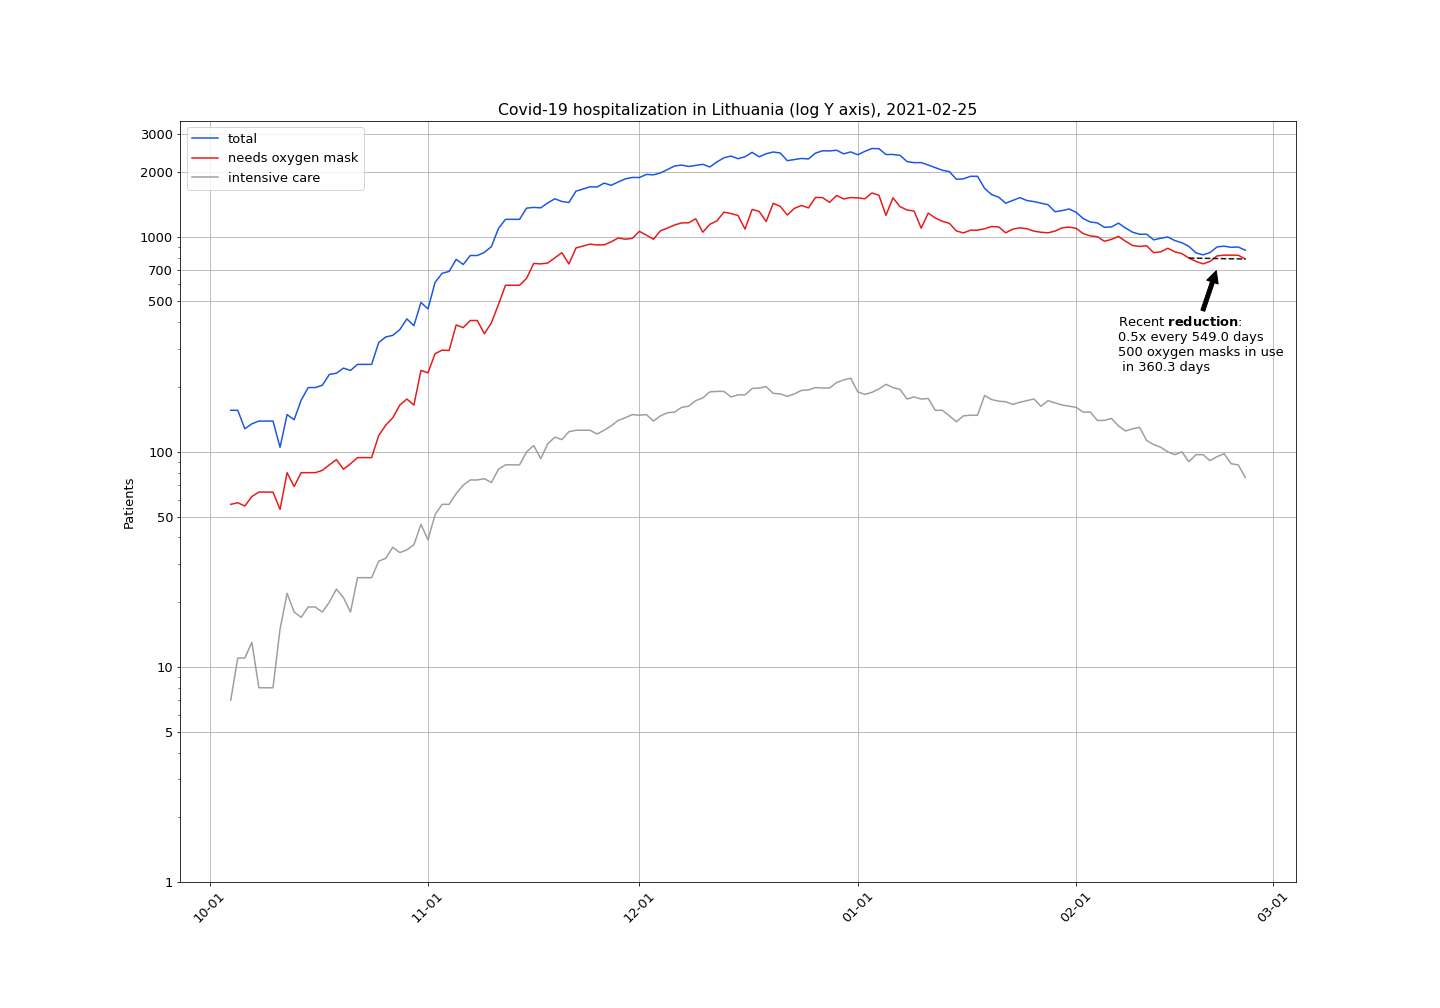 Covid-19 hospitalization in Lithuania (log Y axis), 2021-02-25
total
needs oxygen mask
intensive care
3000
2000
1000
700
500
100
50
10
5
1
Patients
Recent reduction:
0.5x every 549.0 days
500 oxygen masks in use
in 360.3 days
10-01
11-01
12-01
01-01
02-01
03-01